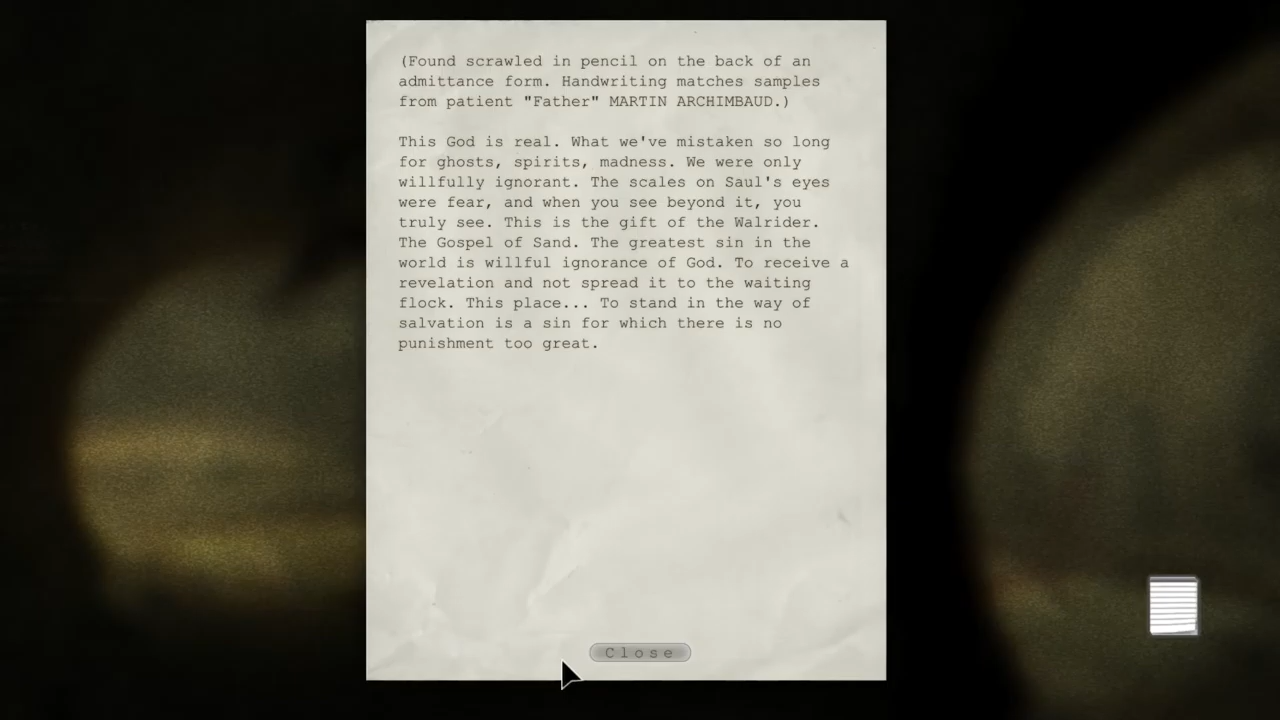 (Found scrawled in pencil on the back of an
admittance form. Handwriting matches samples
from patient "Father" MARTIN ARCHIMBAUD.)
This God is real. What we've mistaken so long
for ghosts, spirits, madness. We were only
willfully ignorant. The scales on Saul's eyes
were fear, and when you see beyond it, you
truly see. This is the gift of the Walrider.
The Gospel of Sand. The greatest sin in the
world is willful ignorance of God. To receive a
revelation and not spread it to the waiting
flock. This place... To stand in the way of
salvation is a sin for which there is no
punishment too great.
Close